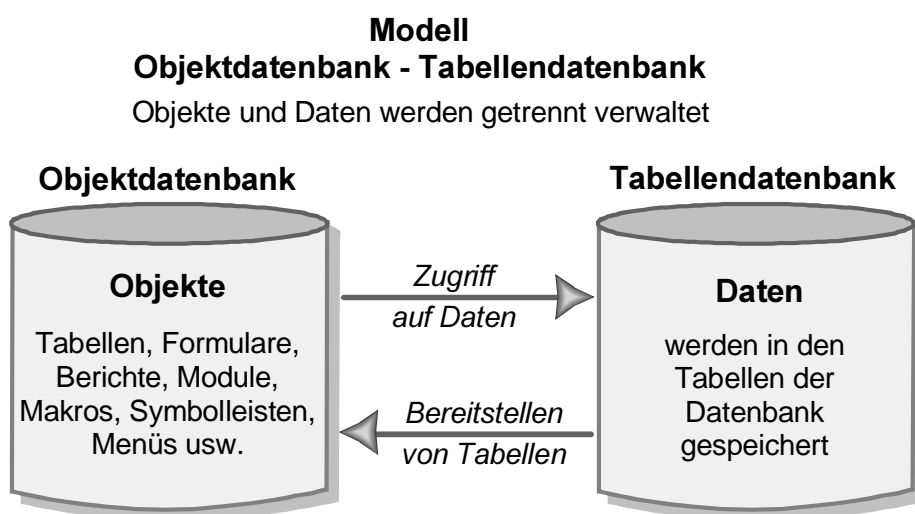 Modell
Objektdatenbank - Tabellendatenbank
Objekte und Daten werden getrennt verwaltet
Objektdatenbank
Objekte
Tabellen, Formulare,
Berichte, Module,
Makros, Symbolleisten,
Menüs usw.
Zugriff
auf Daten
Bereitstellen
von Tabellen
Tabellendatenbank
Daten
werden in den
Tabellen der
Datenbank
gespeichert